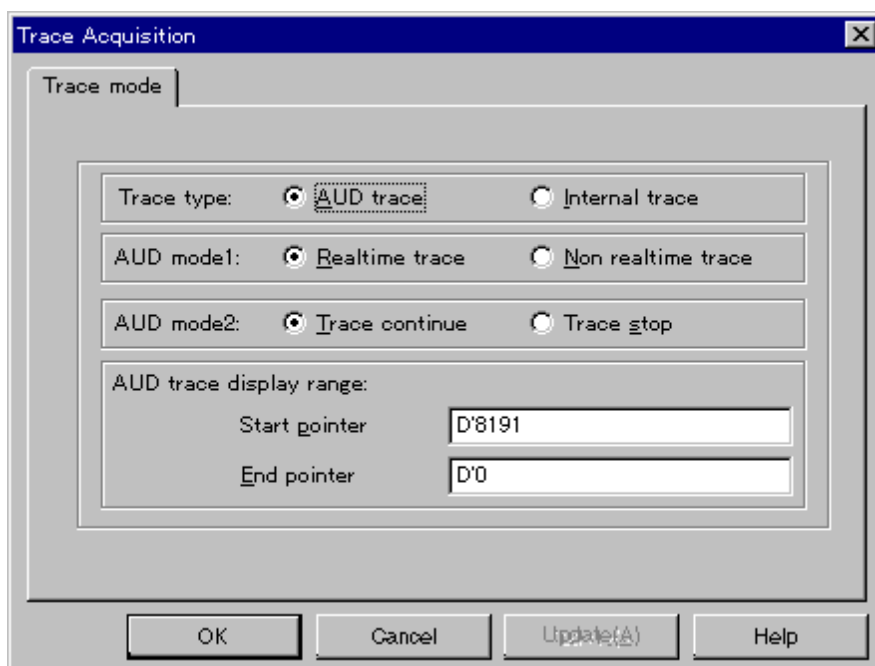 Trace Acquisition
Trace mode
Trace type: AUD trace Internal trace
AUD mode1: Realtime trace Non realtime trace
AUD mode2: Trace continue Trace stop
AUD trace display range:
Start pointer D'8191
End pointer D'0
OK Cancel Update(A) Help